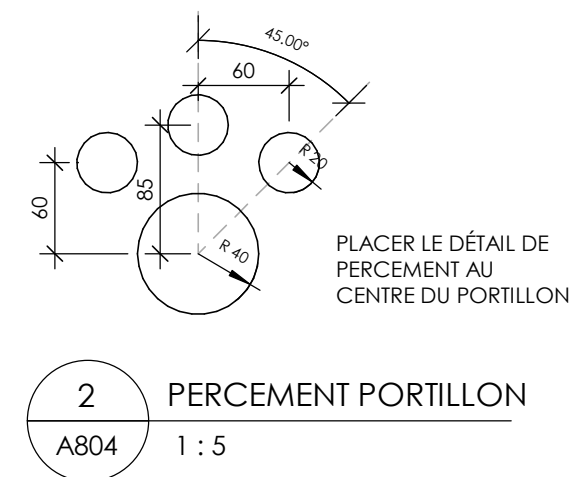 45.00°
60
85
60
R 20
R 40
PLACER LE DÉTAIL DE
PERCEMENT AU
CENTRE DU PORTILLON
2 PERCEMENT PORTILLON
A804 1 : 5